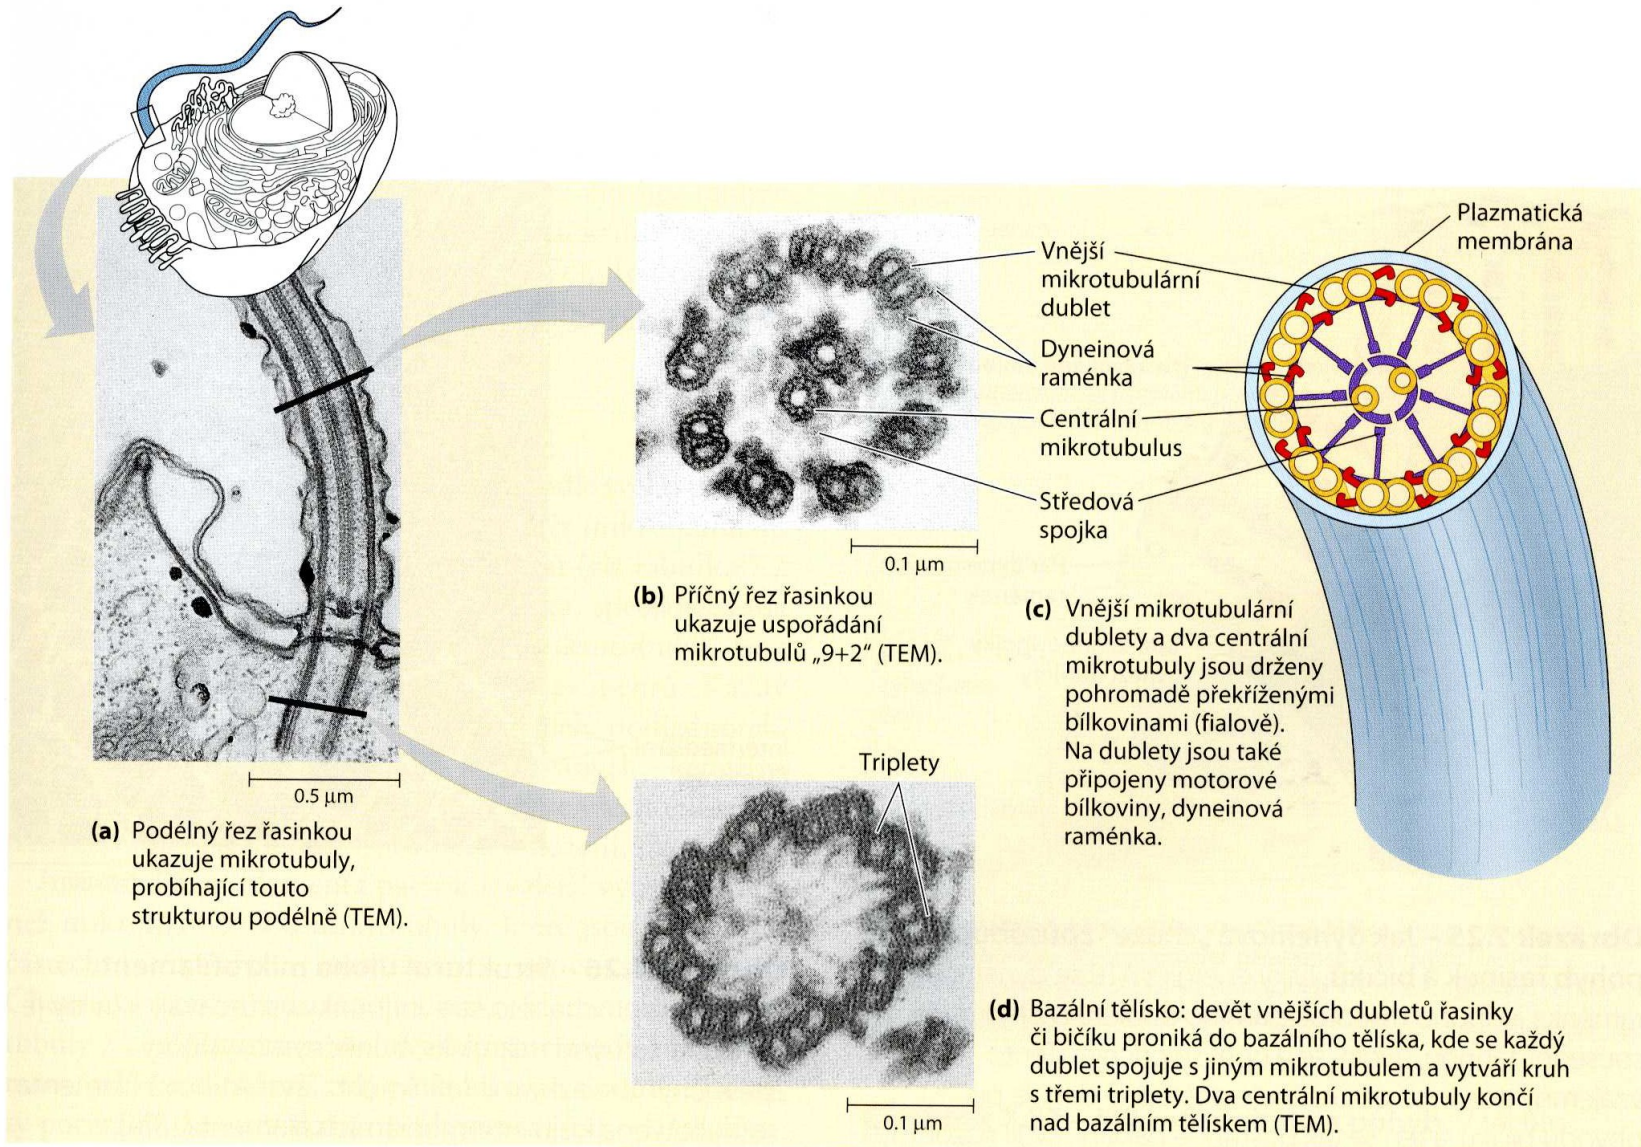 Plazmatická
membrána
Vnější
mikrotubulární
dublet
Dyneinová
raménka
Centrální
mikrotubulus
Středová
spojka
0.1 µm
(b) Příčný řez řasinkou
ukazuje uspořádání
mikrotubulů „9+2“ (TEM).
(c) Vnější mikrotubulární
dublety a dva centrální
mikrotubuly jsou drženy
pohromadě překříženými
bílkovinami (fialově).
Na dublety jsou také
připojeny motorové
bílkoviny, dyneinová
raménka.
0.5 µm
(a) Podélný řez řasinkou
ukazuje mikrotubuly,
probíhající touto
strukturou podélně (TEM).
Triplety
0.1 µm
(d) Bazální tělísko: devět vnějších dubletů řasinky
či bičíku proniká do bazálního tělíska, kde se každý
dublet spojuje s jiným mikrotubulem a vytváří kruh
s třemi triplety. Dva centrální mikrotubuly končí
nad bazálním tělískem (TEM).